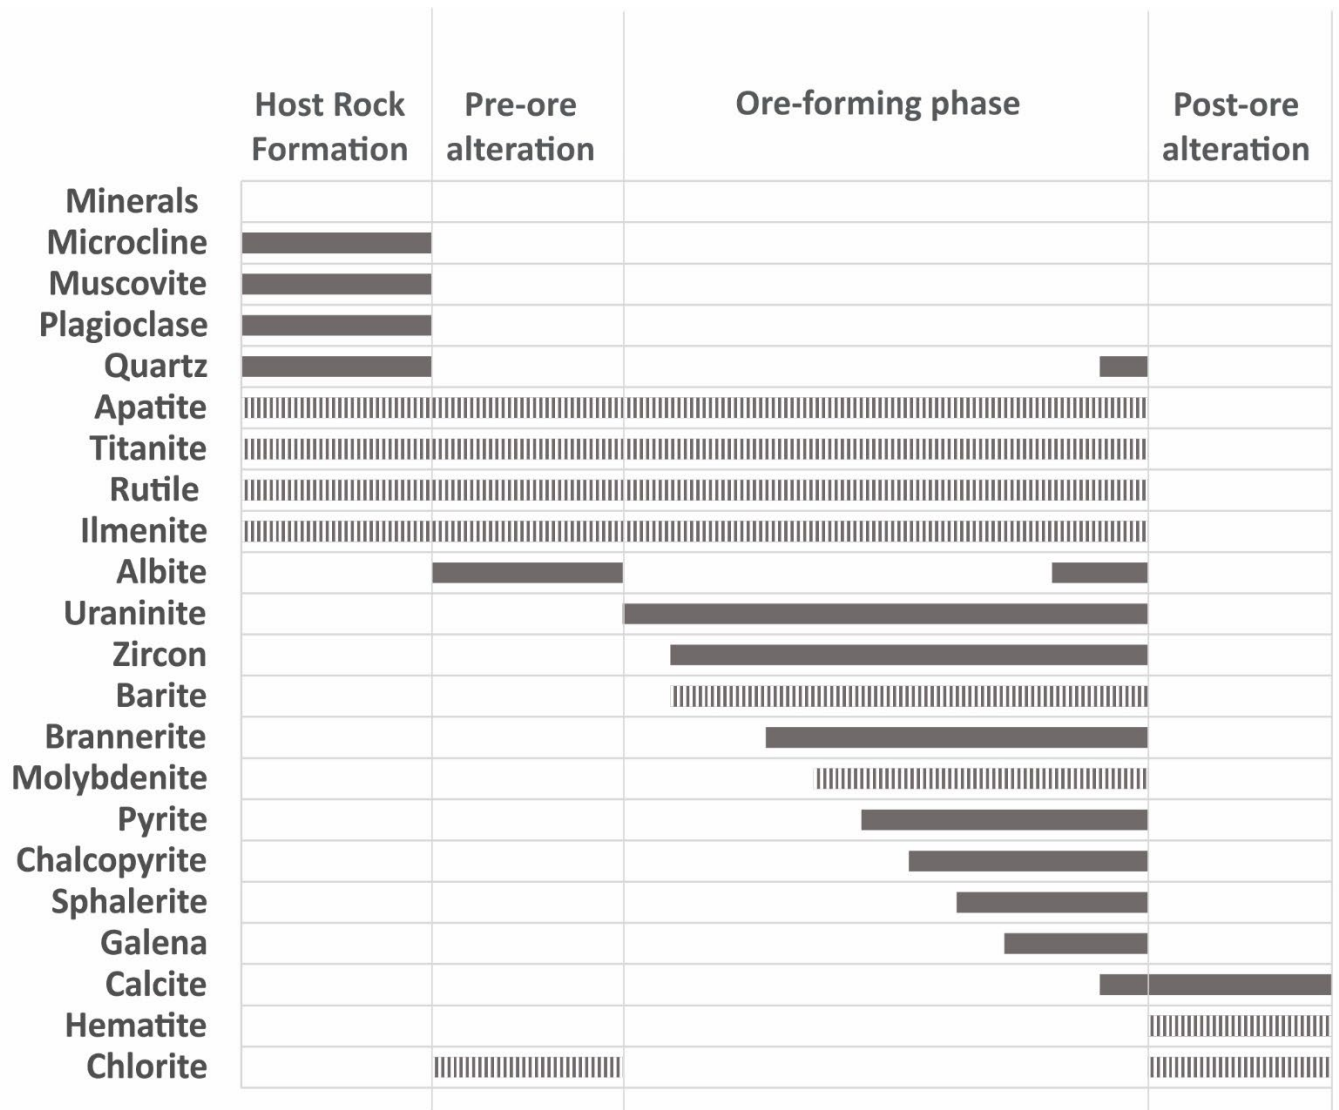 Host Rock
Formation
Pre-ore
alteration
Ore-forming phase
Post-ore
alteration
Minerals
Microcline
Muscovite
Plagioclase
Quartz
Apatite
Titanite
Rutile
Ilmenite
Albite
Uraninite
Zircon
Barite
Brannerite
Molybdenite
Pyrite
Chalcopyrite
Sphalerite
Galena
Calcite
Hematite
Chlorite